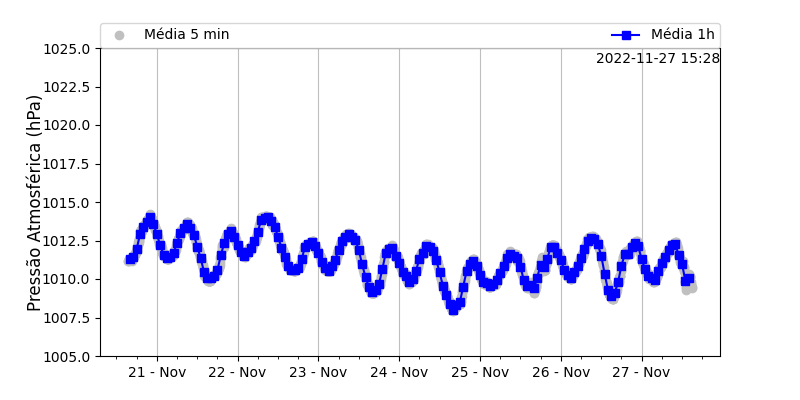 Média 5 min
Média 1h
2022-11-27 15:28
Pressão Atmosférica (hPa)
1025.0
1022.5
1020.0
1017.5
1015.0
1012.5
1010.0
1007.5
1005.0
21 - Nov
22 - Nov
23 - Nov
24 - Nov
25 - Nov
26 - Nov
27 - Nov